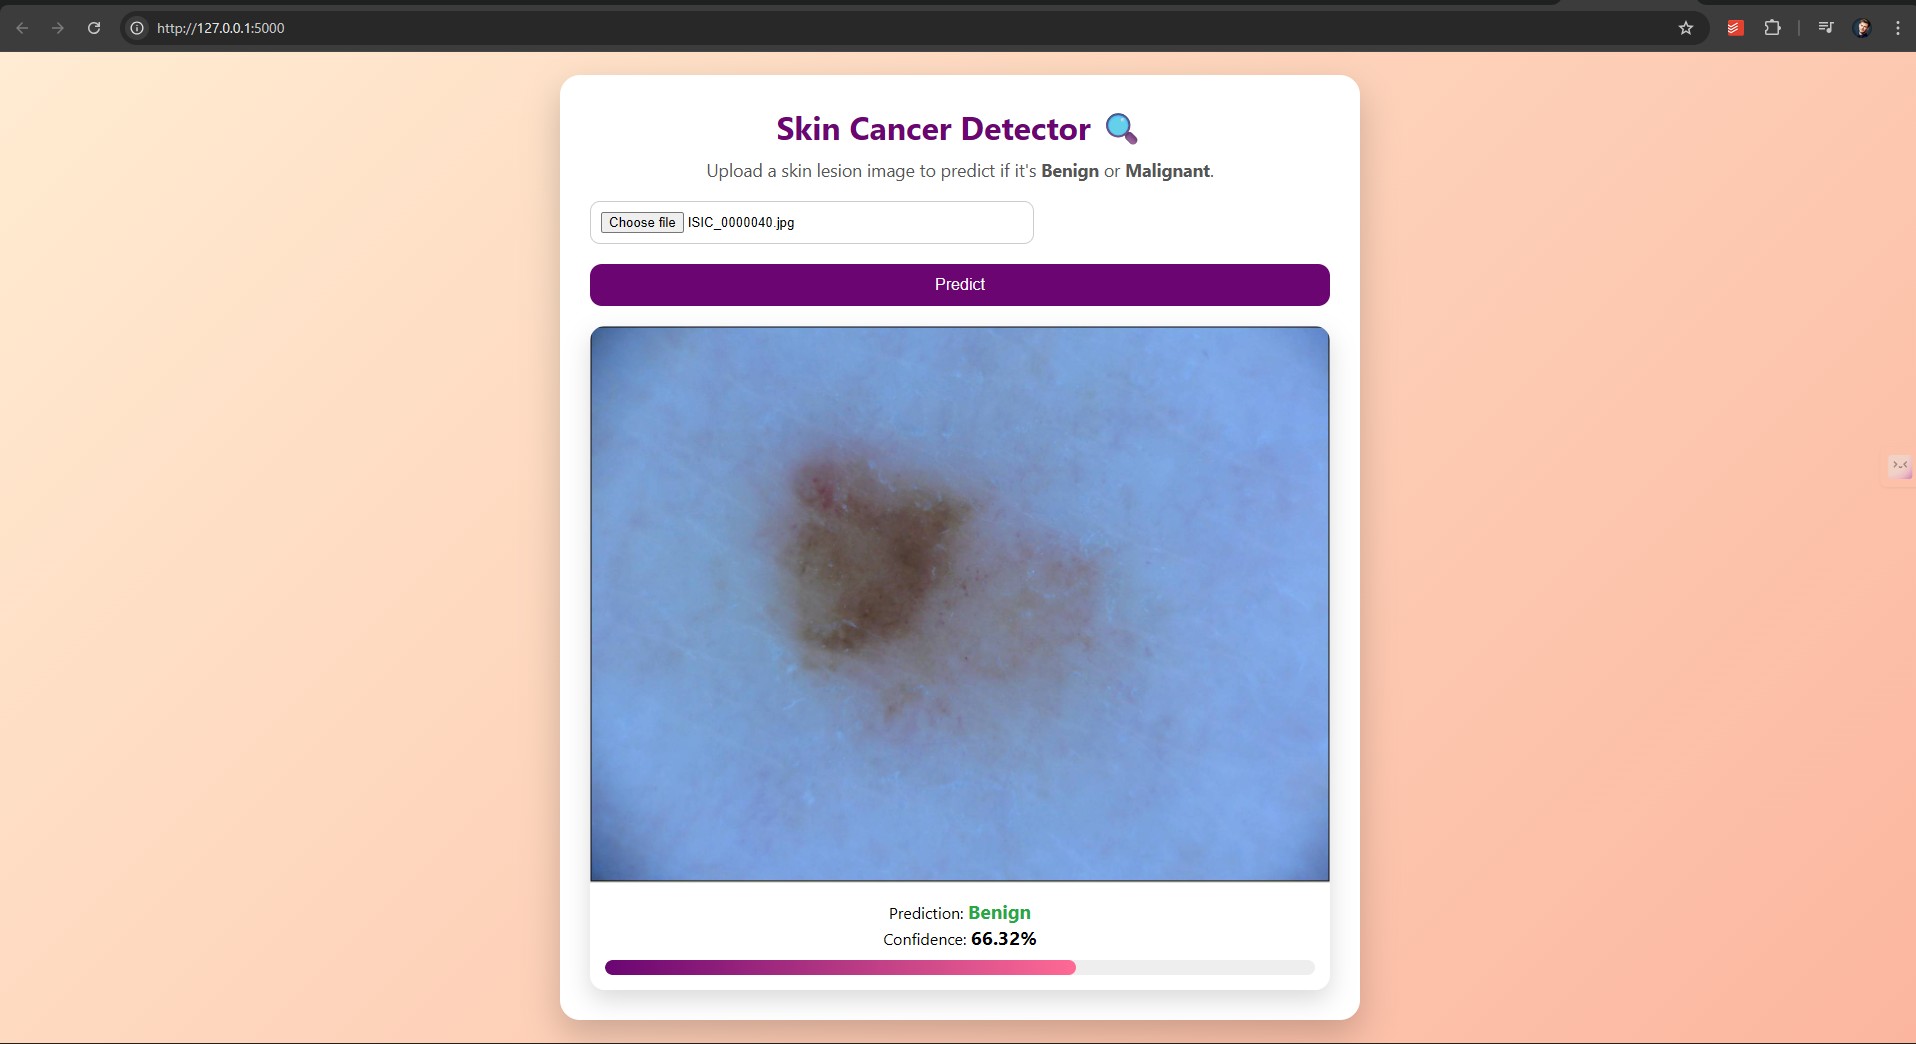 http://127.0.0.1:5000
Skin Cancer Detector
Upload a skin lesion image to predict if it's Benign or Malignant.
Choose file ISIC_0000040.jpg
Predict
Prediction: Benign
Confidence: 66.32%